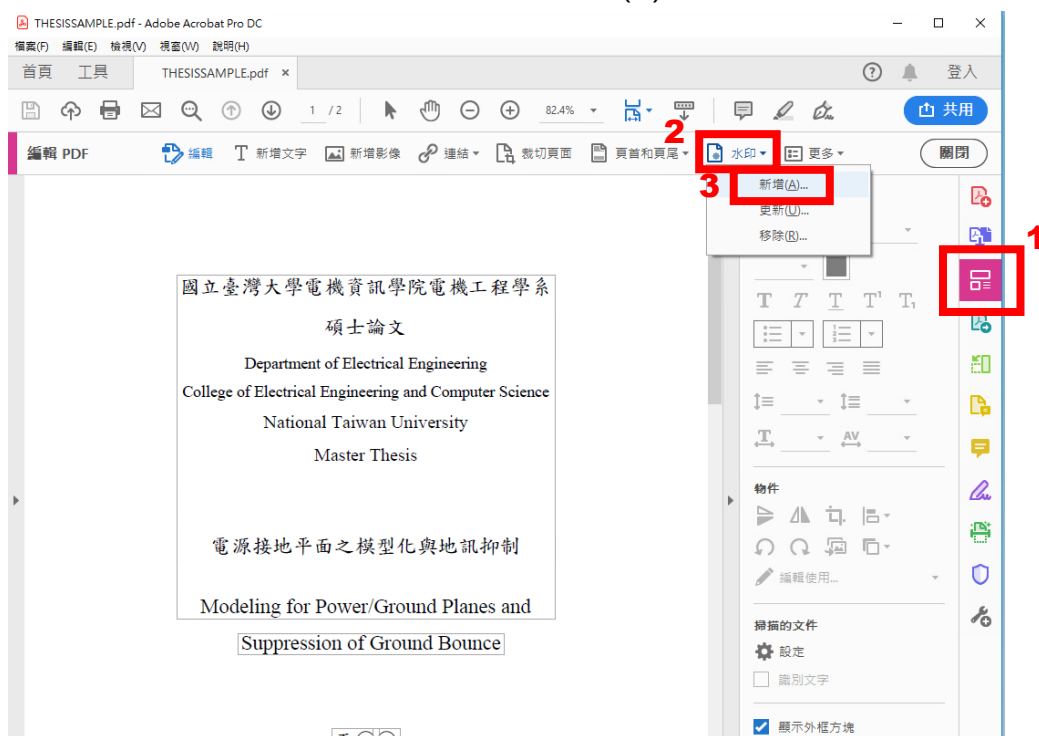 (A)
THESISSAMPLE.pdf - Adobe Acrobat Pro DC
檔案(F) 編輯(E) 檢視(V) 視窗(W) 說明(H)
首頁 工具 THESISSAMPLE.pdf × 登入
1 / 2 82.4% 共用
2
編輯 PDF 編輯 新增文字 新增影像 連結 裁切頁面 頁首和頁尾 水印 更多 關閉
3 新增(A)...
更新(U)...
移除(R)...
1
國立臺灣大學電機資訊學院電機工程學系
碩士論文
Department of Electrical Engineering
College of Electrical Engineering and Computer Science
National Taiwan University
Master Thesis
電源接地平面之模型化與地訊抑制
Modeling for Power/Ground Planes and
Suppression of Ground Bounce
T T T T¹ T₁
T AV
物件
編輯使用...
掃描的文件
設定
識別文字
顯示外框方塊